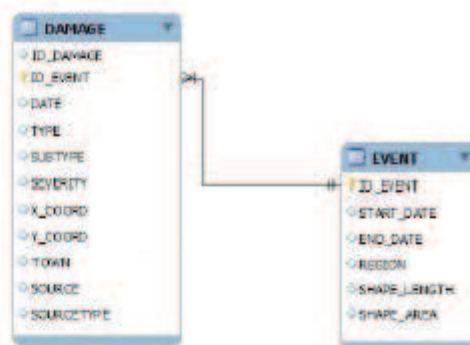 DAMAGE
ID_DAMAGE
ID_EVENT
DATE
TYPE
SUBTYPE
SEVERITY
X_COORD
Y_COORD
TOWN
SOURCE
SOURCETYPE
EVENT
ID_EVENT
START_DATE
END_DATE
REGION
SHAPE_LENGTH
SHAPE_AREA